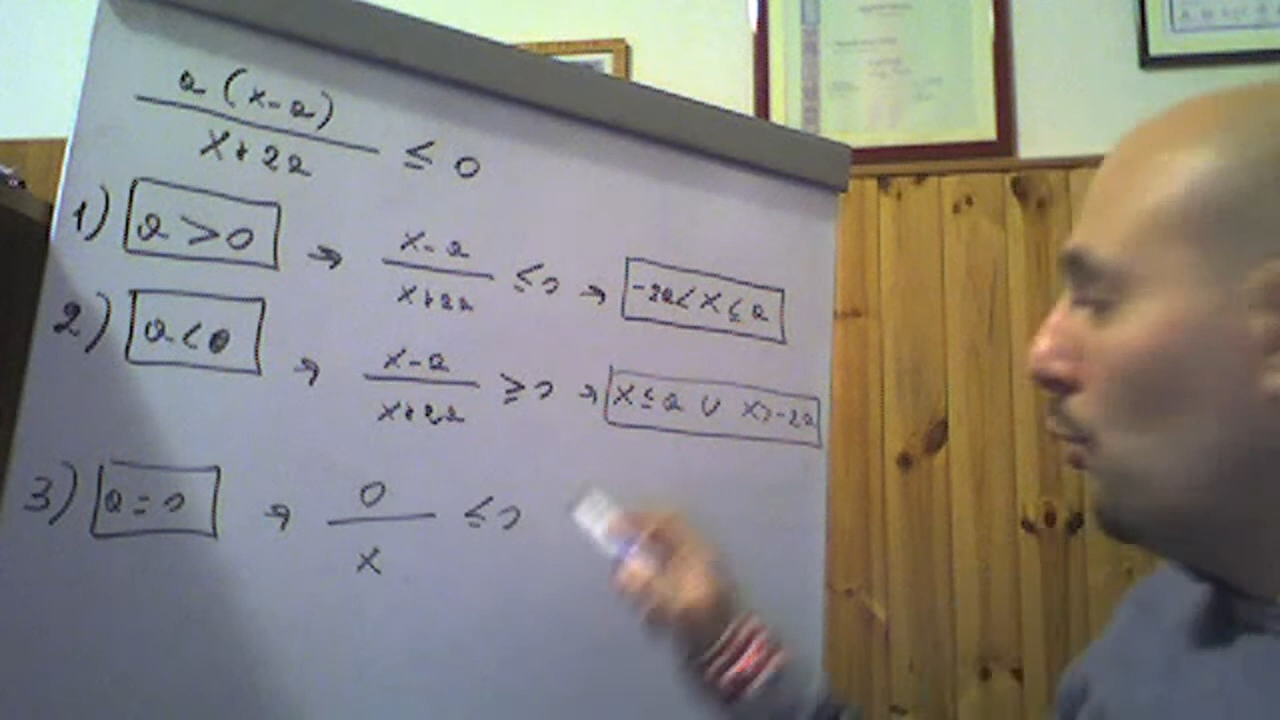 a (x-a) / x+2a ≤ 0
1) a>0 → x-a / x+2a ≤0 → -2a<x≤a
2) a<0 → x-a / x+2a ≥0 → x≤a ∪ x>-2a
3) a=0 → 0 / x ≤0